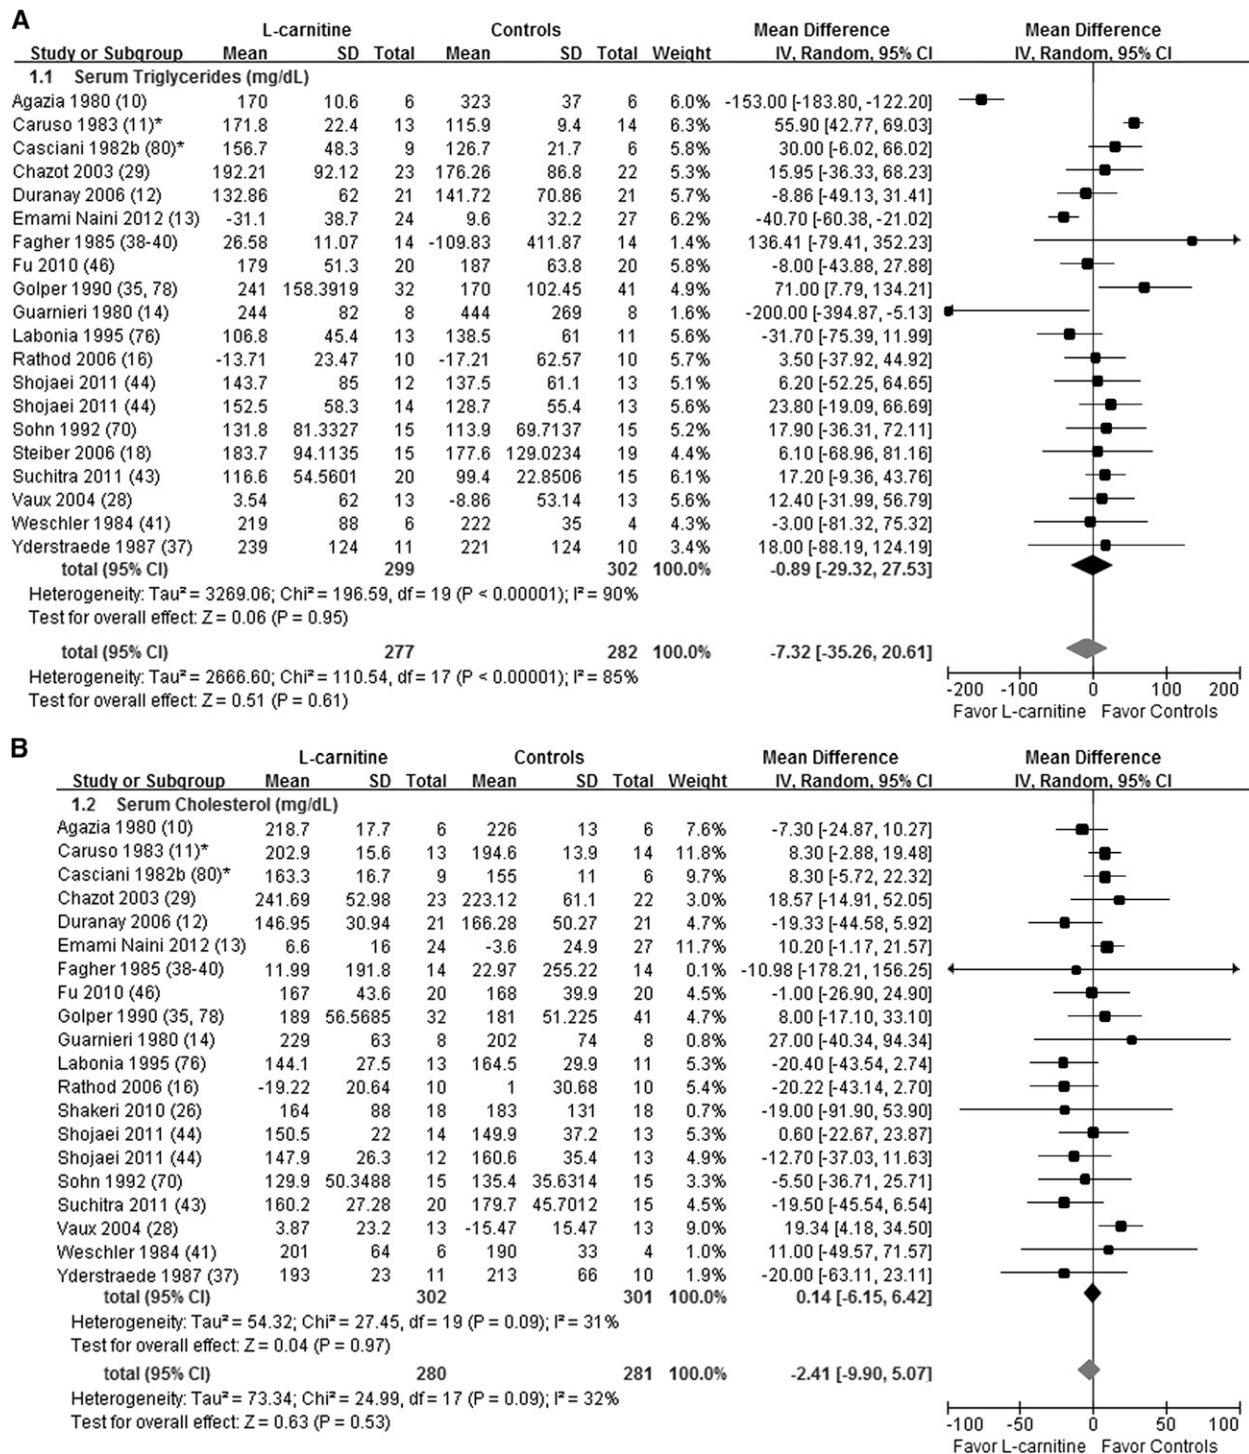 A
L-carnitine Controls Mean Difference Mean Difference
Study or Subgroup Mean SD Total Mean SD Total Weight IV, Random, 95% CI IV, Random, 95% CI
1.1 Serum Triglycerides (mg/dL)
Agazia 1980 (10) 170 10.6 6 323 37 6 6.0% -153.00 [-183.80, -122.20]
Caruso 1983 (11)* 171.8 22.4 13 115.9 9.4 14 6.3% 55.90 [42.77, 69.03]
Casciani 1982b (80)* 156.7 48.3 9 126.7 21.7 6 5.8% 30.00 [-6.02, 66.02]
Chazot 2003 (29) 192.21 92.12 23 176.26 86.8 22 5.3% 15.95 [-36.33, 68.23]
Duranay 2006 (12) 132.86 62 21 141.72 70.86 21 5.7% -8.86 [-49.13, 31.41]
Emami Naini 2012 (13) -31.1 38.7 24 9.6 32.2 27 6.2% -40.70 [-60.38, -21.02]
Fagher 1985 (38-40) 26.58 11.07 14 -109.83 411.87 14 1.4% 136.41 [-79.41, 352.23]
Fu 2010 (46) 179 51.3 20 187 63.8 20 5.8% -8.00 [-43.88, 27.88]
Golper 1990 (35, 78) 241 158.3919 32 170 102.45 41 4.9% 71.00 [7.79, 134.21]
Guarnieri 1980 (14) 244 82 8 444 269 8 1.6% -200.00 [-394.87, -5.13]
Labonia 1995 (76) 106.8 45.4 13 138.5 61 11 5.6% -31.70 [-75.39, 11.99]
Rathod 2006 (16) -13.71 23.47 10 -17.21 62.57 10 5.7% 3.50 [-37.92, 44.92]
Shojaei 2011 (44) 143.7 85 12 137.5 61.1 13 5.1% 6.20 [-52.25, 64.65]
Shojaei 2011 (44) 152.5 58.3 14 128.7 55.4 13 5.6% 23.80 [-19.09, 66.69]
Sohn 1992 (70) 131.8 81.3327 15 113.9 69.7137 15 5.2% 17.90 [-36.31, 72.11]
Steiber 2006 (18) 183.7 94.1135 15 177.6 129.0234 19 4.4% 6.10 [-68.96, 81.16]
Suchitra 2011 (43) 116.6 54.5601 20 99.4 22.8506 15 6.1% 17.20 [-9.36, 43.76]
Vaux 2004 (28) 3.54 62 13 -8.86 53.14 13 5.6% 12.40 [-31.99, 56.79]
Weschler 1984 (41) 219 88 6 222 35 4 4.3% -3.00 [-81.32, 75.32]
Yderstraede 1987 (37) 239 124 11 221 124 10 3.4% 18.00 [-88.19, 124.19]
total (95% CI) 299 302 100.0% -0.89 [-29.32, 27.53]
Heterogeneity: Tau² = 3269.06; Chi² = 196.59, df = 19 (P < 0.00001); I² = 90%
Test for overall effect: Z = 0.06 (P = 0.95)
total (95% CI) 277 282 100.0% -7.32 [-35.26, 20.61]
Heterogeneity: Tau² = 2666.60; Chi² = 110.54, df = 17 (P < 0.00001); I² = 85%
Test for overall effect: Z = 0.51 (P = 0.61)
-200 -100 0 100 200
Favor L-carnitine Favor Controls
B
L-carnitine Controls Mean Difference Mean Difference
Study or Subgroup Mean SD Total Mean SD Total Weight IV, Random, 95% CI IV, Random, 95% CI
1.2 Serum Cholesterol (mg/dL)
Agazia 1980 (10) 218.7 17.7 6 226 13 6 7.6% -7.30 [-24.87, 10.27]
Caruso 1983 (11)* 202.9 15.6 13 194.6 13.9 14 11.8% 8.30 [-2.88, 19.48]
Casciani 1982b (80)* 163.3 16.7 9 155 11 6 9.7% 8.30 [-5.72, 22.32]
Chazot 2003 (29) 241.69 52.98 23 223.12 61.1 22 3.0% 18.57 [-14.91, 52.05]
Duranay 2006 (12) 146.95 30.94 21 166.28 50.27 21 4.7% -19.33 [-44.58, 5.92]
Emami Naini 2012 (13) 6.6 16 24 -3.6 24.9 27 11.7% 10.20 [-1.17, 21.57]
Fagher 1985 (38-40) 11.99 191.8 14 22.97 255.22 14 0.1% -10.98 [-178.21, 156.25]
Fu 2010 (46) 167 43.6 20 168 39.9 20 4.5% -1.00 [-26.90, 24.90]
Golper 1990 (35, 78) 189 56.5685 32 181 51.225 41 4.7% 8.00 [-17.10, 33.10]
Guarnieri 1980 (14) 229 63 8 202 74 8 0.8% 27.00 [-40.34, 94.34]
Labonia 1995 (76) 144.1 27.5 13 164.5 29.9 11 5.3% -20.40 [-43.54, 2.74]
Rathod 2006 (16) -19.22 20.64 10 1 30.68 10 5.4% -20.22 [-43.14, 2.70]
Shakeri 2010 (26) 164 88 18 183 131 18 0.7% -19.00 [-91.90, 53.90]
Shojaei 2011 (44) 150.5 22 14 149.9 37.2 13 5.3% 0.60 [-22.67, 23.87]
Shojaei 2011 (44) 147.9 26.3 12 160.6 35.4 13 4.9% -12.70 [-37.03, 11.63]
Sohn 1992 (70) 129.9 50.3488 15 135.4 35.6314 15 3.3% -5.50 [-36.71, 25.71]
Suchitra 2011 (43) 160.2 27.28 20 179.7 45.7012 15 4.5% -19.50 [-45.54, 6.54]
Vaux 2004 (28) 3.87 23.2 13 -15.47 15.47 13 9.0% 19.34 [4.18, 34.50]
Weschler 1984 (41) 201 64 6 190 33 4 1.0% 11.00 [-49.57, 71.57]
Yderstraede 1987 (37) 193 23 11 213 66 10 1.9% -20.00 [-63.11, 23.11]
total (95% CI) 302 301 100.0% 0.14 [-6.15, 6.42]
Heterogeneity: Tau² = 54.32; Chi² = 27.45, df = 19 (P = 0.09); I² = 31%
Test for overall effect: Z = 0.04 (P = 0.97)
total (95% CI) 280 281 100.0% -2.41 [-9.90, 5.07]
Heterogeneity: Tau² = 73.34; Chi² = 24.99, df = 17 (P = 0.09); I² = 32%
Test for overall effect: Z = 0.63 (P = 0.53)
-100 -50 0 50 100
Favor L-carnitine Favor Controls